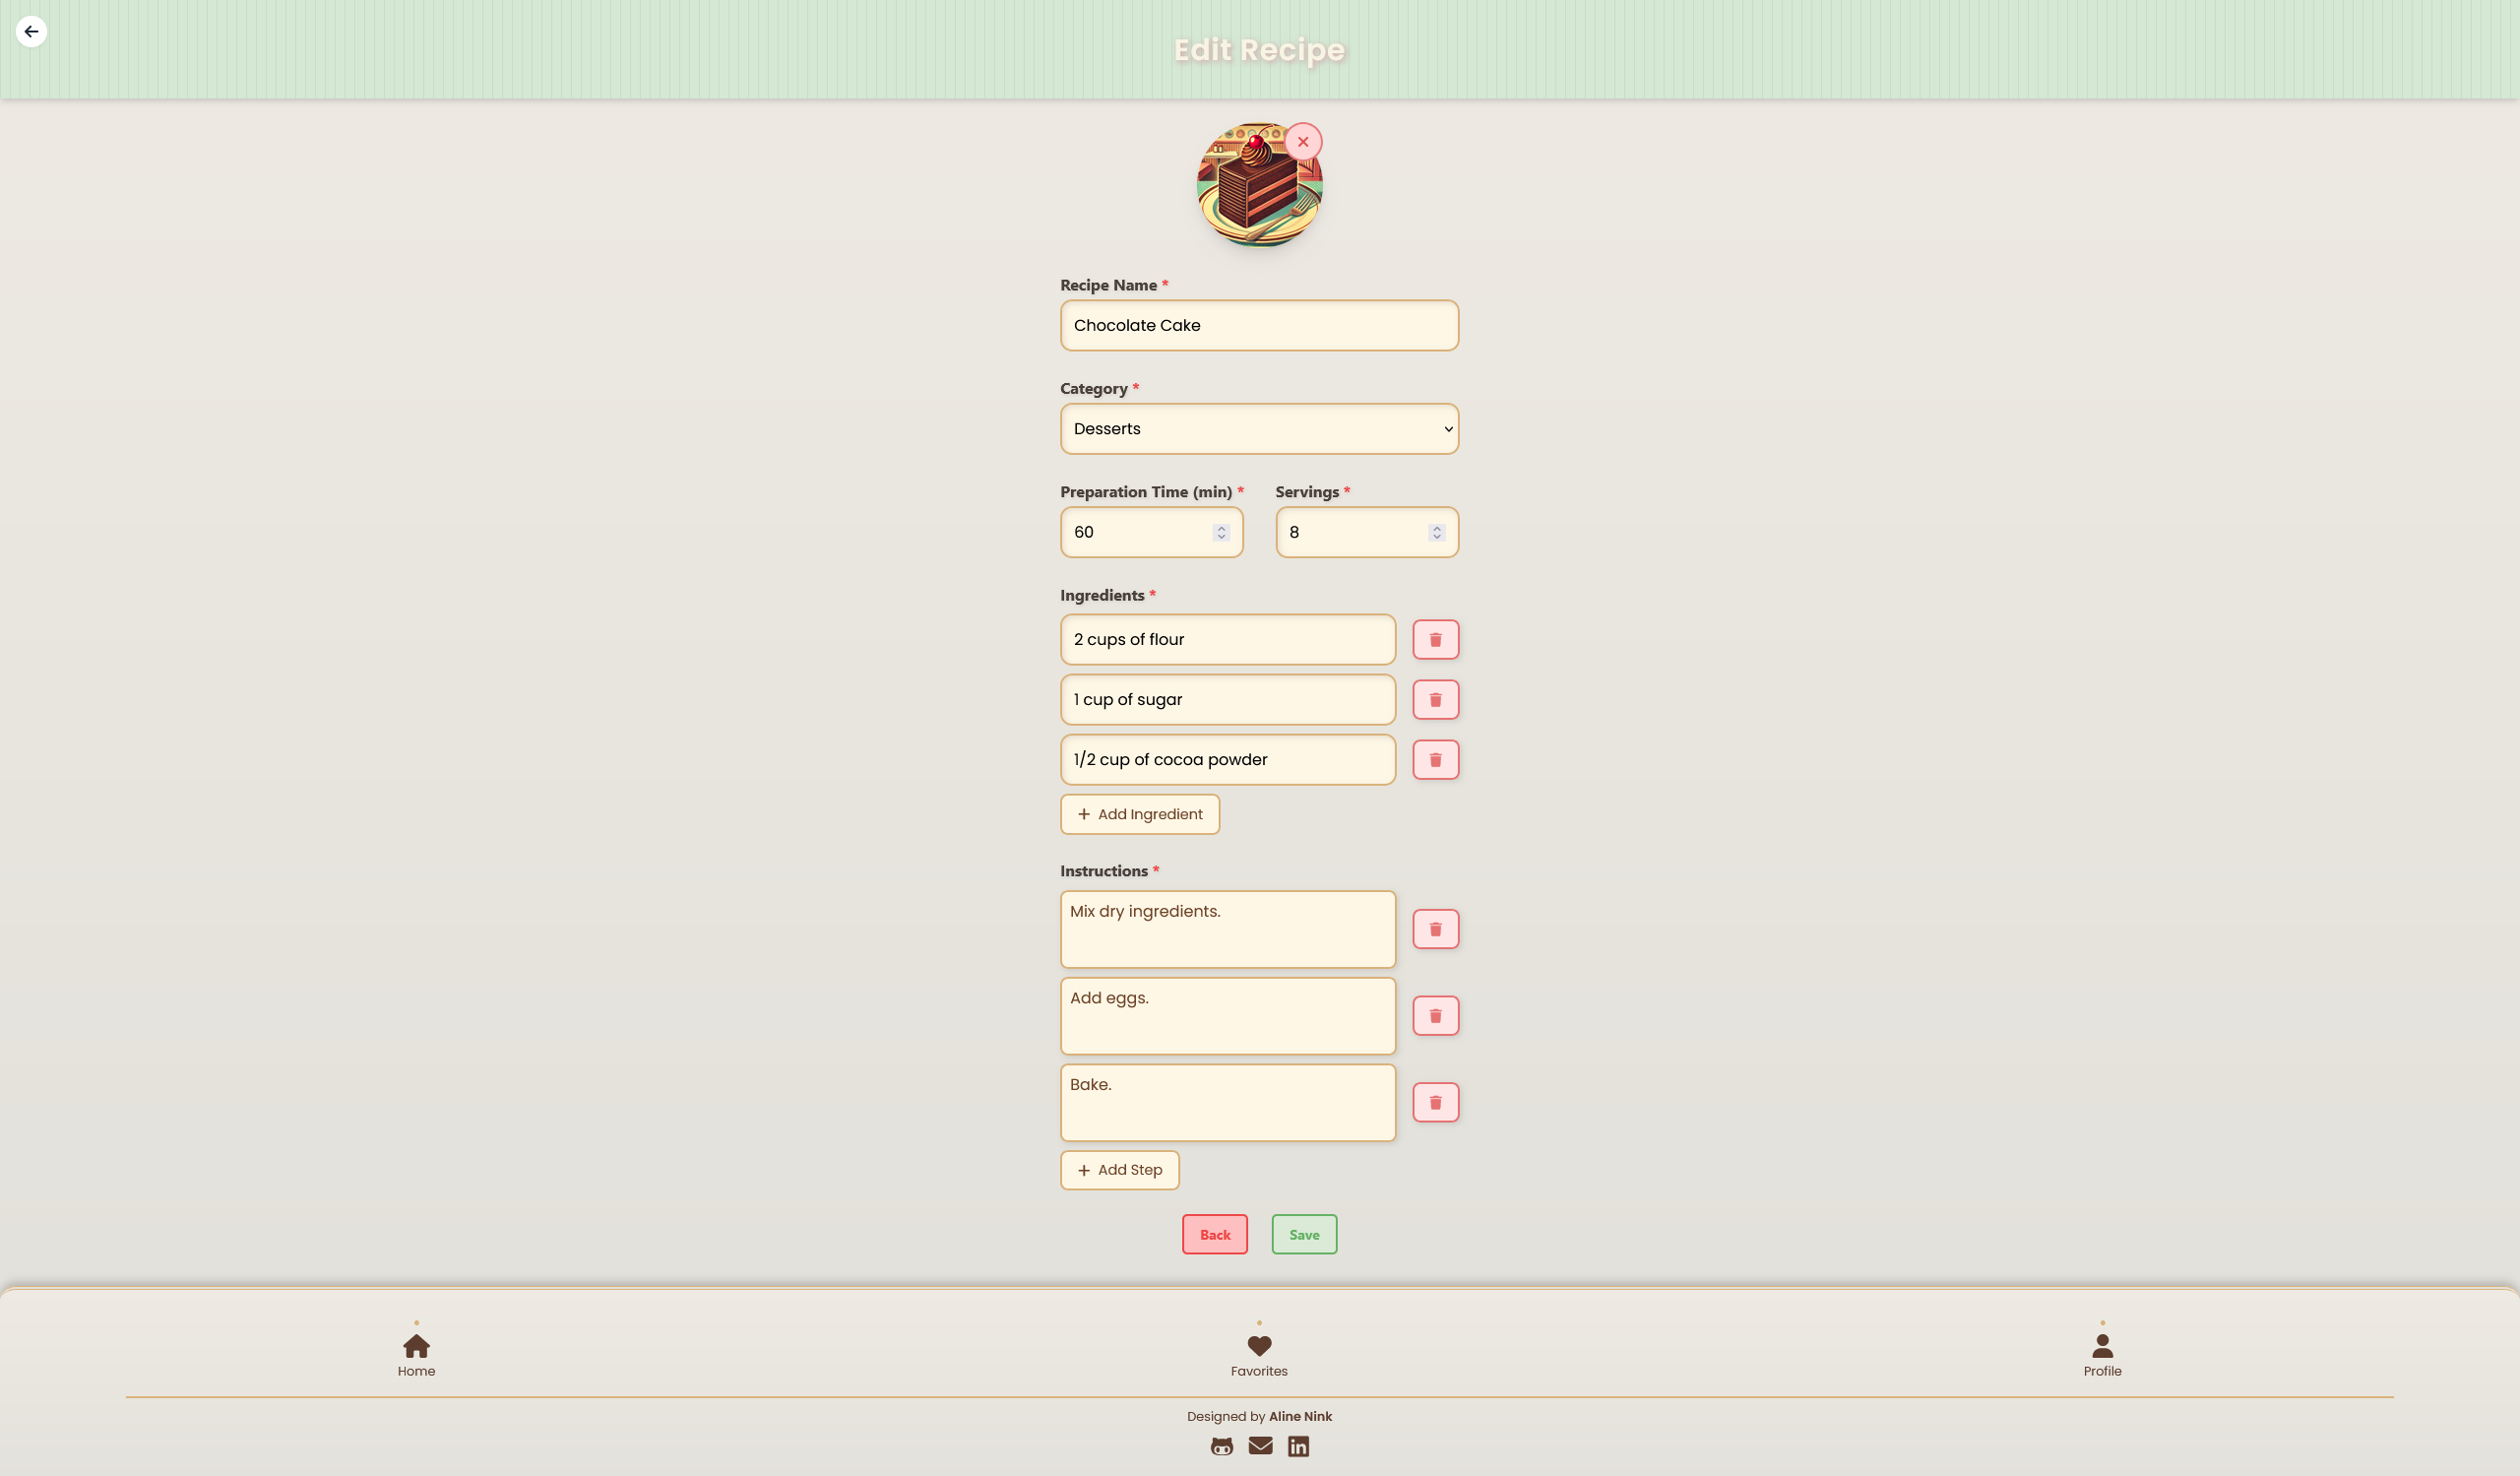 Edit Recipe
Recipe Name *
Chocolate Cake
Category *
Desserts
Preparation Time (min) * Servings *
60 8
Ingredients *
2 cups of flour
1 cup of sugar
1/2 cup of cocoa powder
+ Add Ingredient
Instructions *
Mix dry ingredients.
Add eggs.
Bake.
+ Add Step
Back Save
Home Favorites Profile
Designed by Aline Nink
in